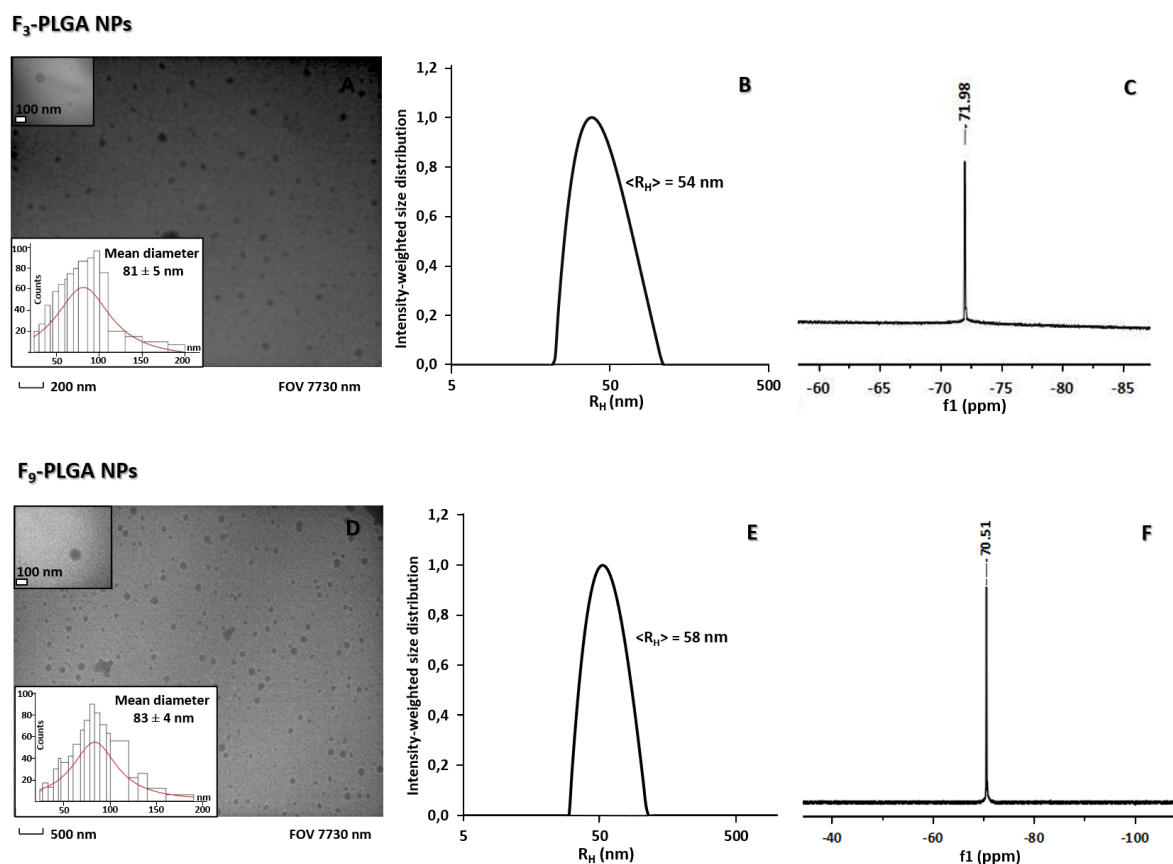 F₃-PLGA NPs
A
100 nm
Mean diameter
81 ± 5 nm
Counts
100
80
60
40
20
50 100 150 200
nm
200 nm
FOV 7730 nm
B
Intensity-weighted size distribution
1,2
1,0
0,8
0,6
0,4
0,2
0,0
<R_H> = 54 nm
5 50 500
R_H (nm)
C
-71.98
-60 -65 -70 -75 -80 -85
f1 (ppm)
F₉-PLGA NPs
D
100 nm
Mean diameter
83 ± 4 nm
Counts
100
80
60
40
20
50 100 150 200
nm
500 nm
FOV 7730 nm
E
Intensity-weighted size distribution
1,2
1,0
0,8
0,6
0,4
0,2
0,0
<R_H> = 58 nm
5 50 500
R_H (nm)
F
-70.51
-40 -60 -80 -100
f1 (ppm)